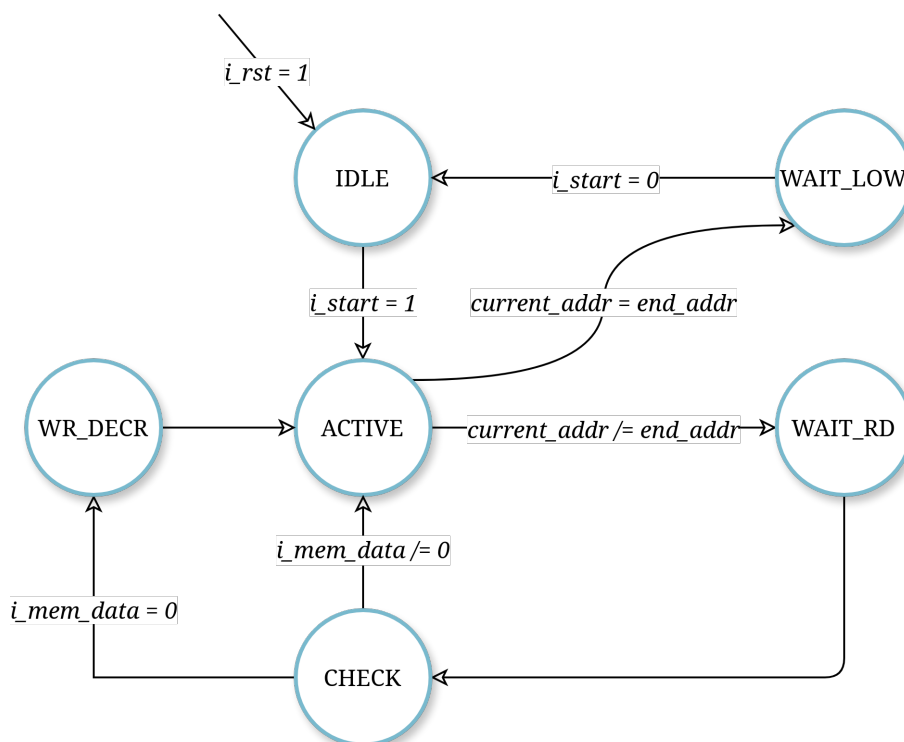 i_rst = 1
IDLE
WAIT_LOW
i_start = 0
i_start = 1
current_addr = end_addr
WR_DECR
ACTIVE
current_addr /= end_addr
WAIT_RD
i_mem_data /= 0
i_mem_data = 0
CHECK